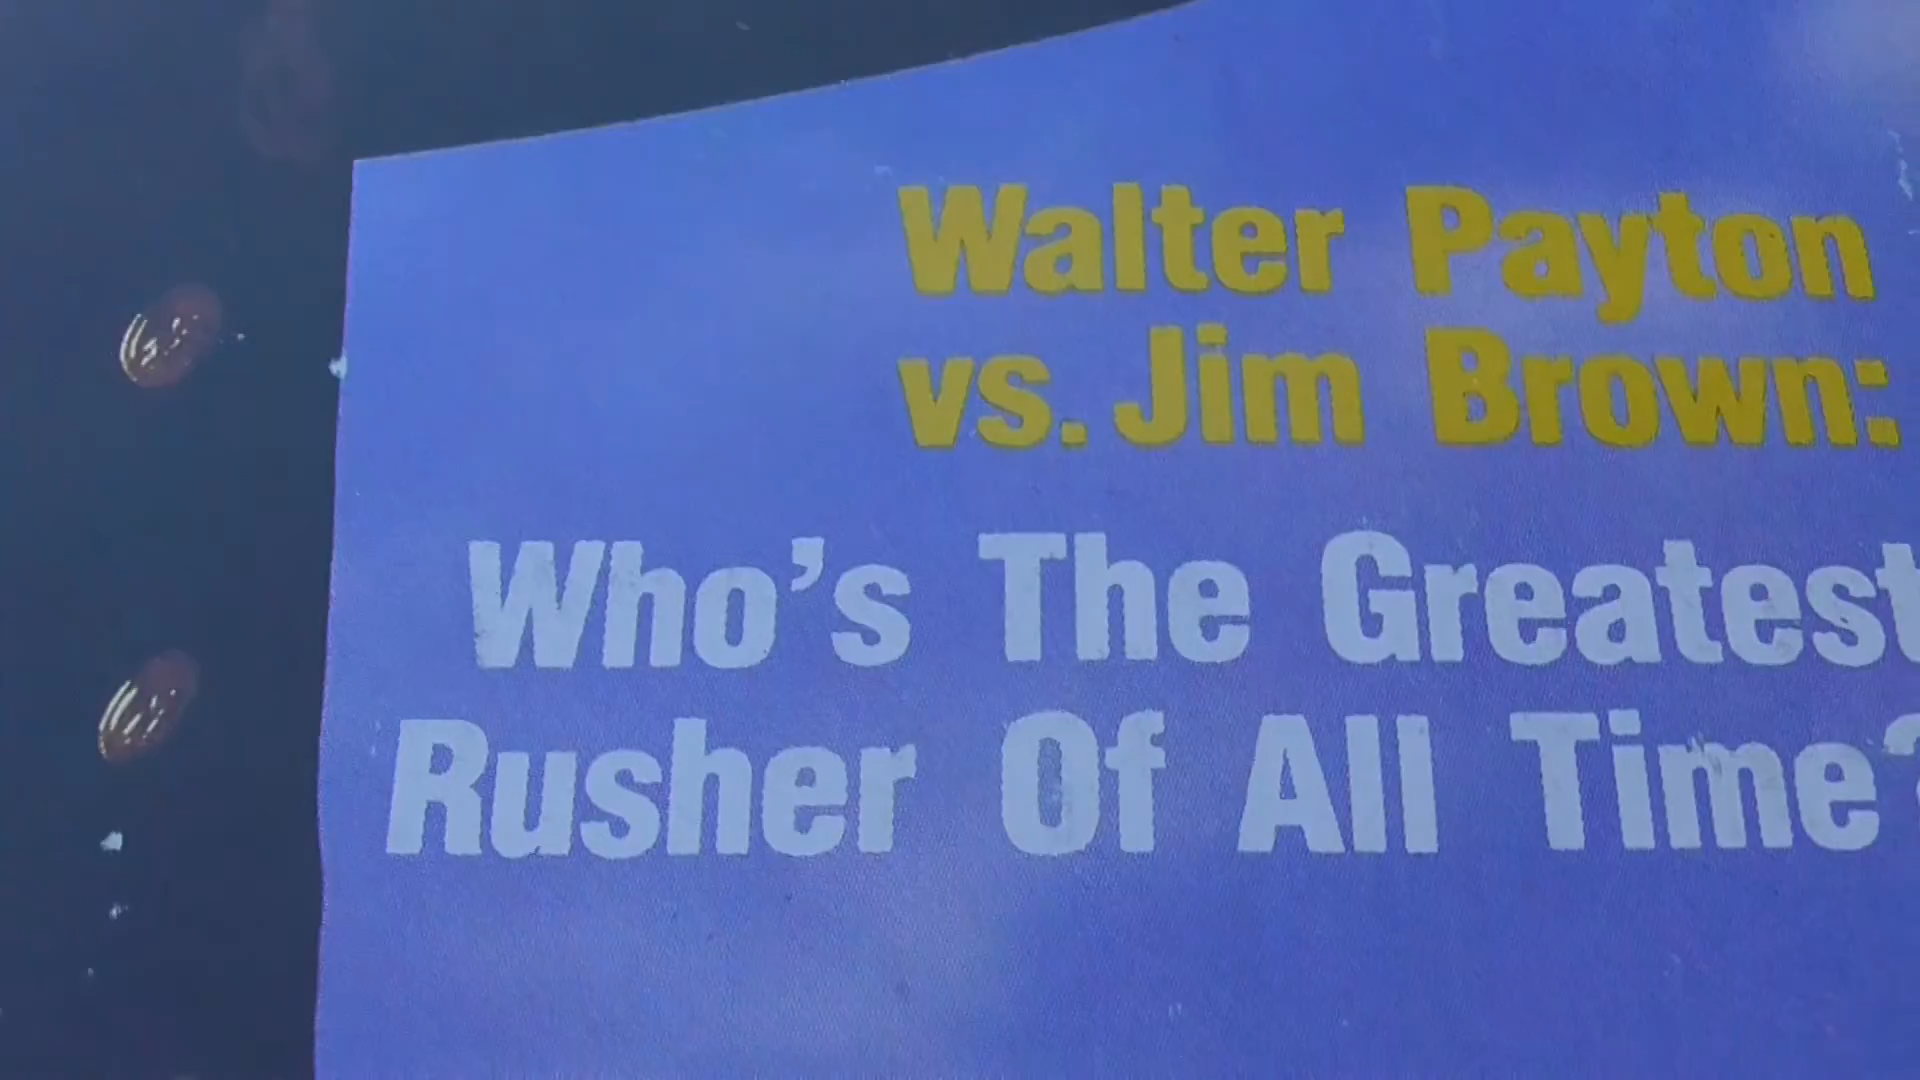 Walter Payton
vs. Jim Brown:
Who's The Greatest
Rusher Of All Time?